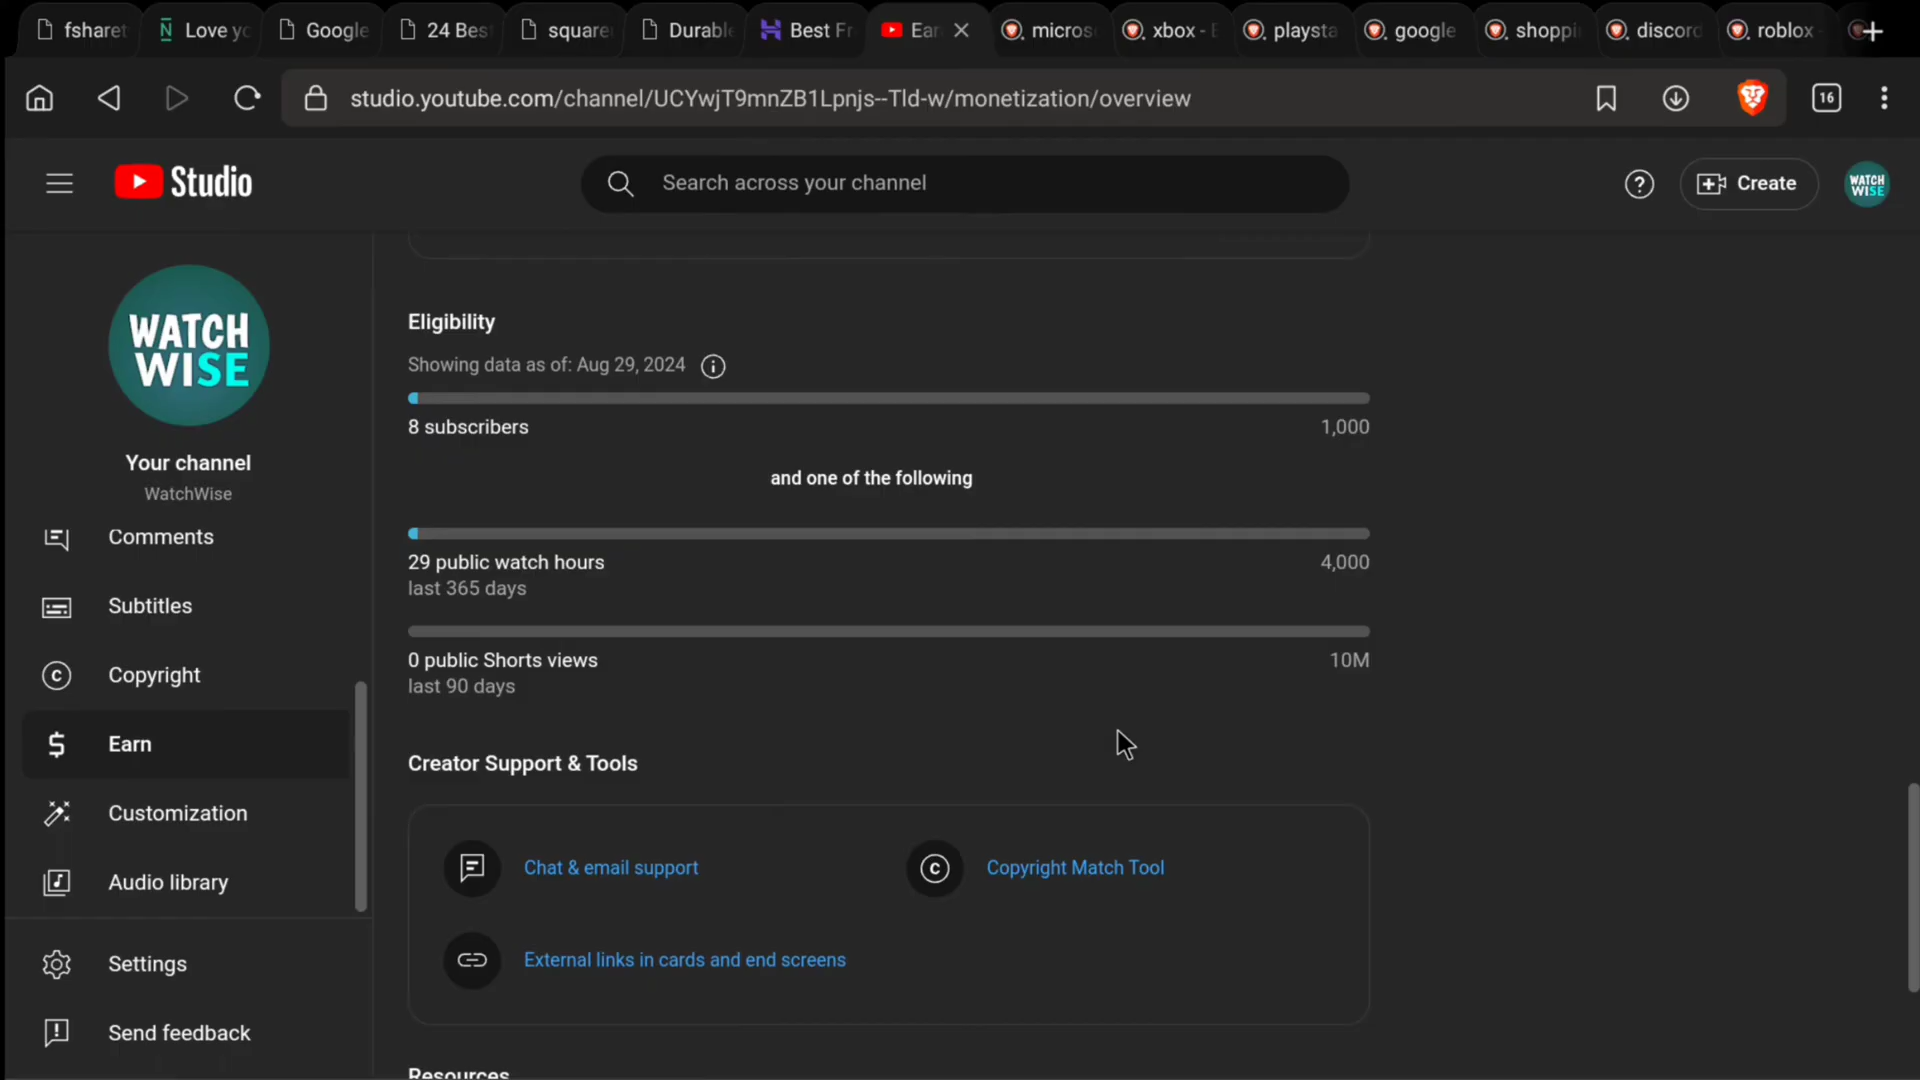 fsharet
Love yo
Google
24 Bes
square
Durable
Best Fr
Ear
micros
xbox - B
playsta
google
shoppi
discord
roblox -
studio.youtube.com/channel/UCYwjT9mnZB1Lpnjs--Tld-w/monetization/overview
16
Studio
Search across your channel
Create
WATCH
WISE
WATCH
WISE
Your channel
WatchWise
Comments
Subtitles
Copyright
Earn
Customization
Audio library
Settings
Send feedback
Eligibility
Showing data as of: Aug 29, 2024
8 subscribers
1,000
and one of the following
29 public watch hours
4,000
last 365 days
0 public Shorts views
10M
last 90 days
Creator Support & Tools
Chat & email support
Copyright Match Tool
External links in cards and end screens
Resources